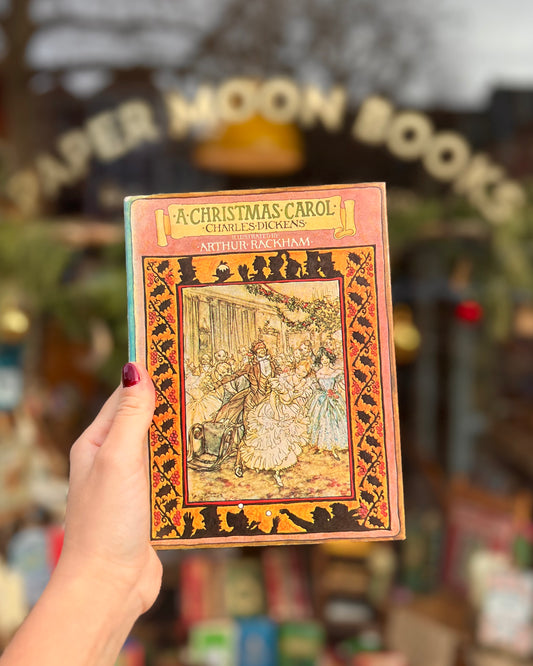 PAPER MOON BOOKS
·A·CHRISTMAS·CAROL·
·CHARLES·DICKENS·
ILLUSTRATED BY
ARTHUR·RACKHAM·